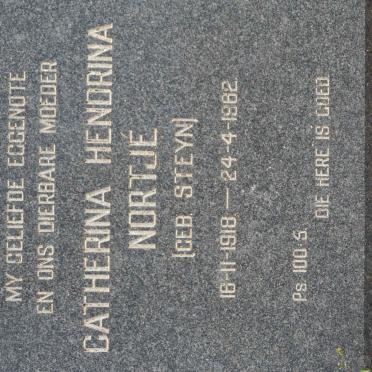 MY GELIEFDE EGGENOTE
EN ONS DIERBARE MOEDER
CATHERINA HENDRINA
NORTJÉ
(GEB STEYN)
16-11-1918 — 24-4-1982.
Ps. 100:5. DIE HERE IS GOED.